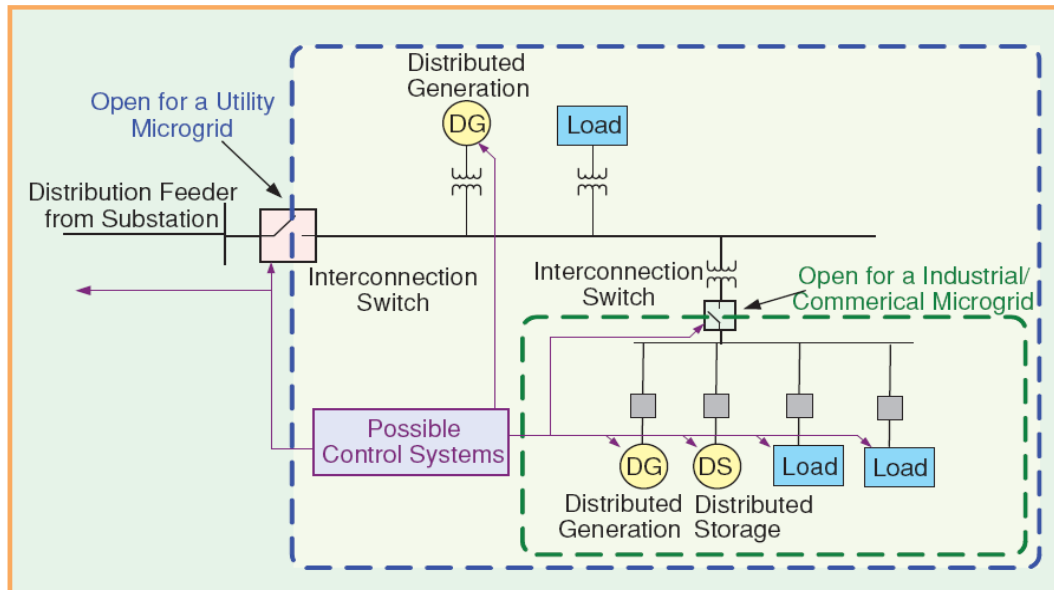 Distributed
Generation
DG
Load
Open for a Utility
Microgrid
Distribution Feeder
from Substation
Interconnection
Switch
Interconnection
Switch
Open for a Industrial/
Commerical Microgrid
Possible
Control Systems
DG
DS
Load
Load
Distributed
Generation
Distributed
Storage